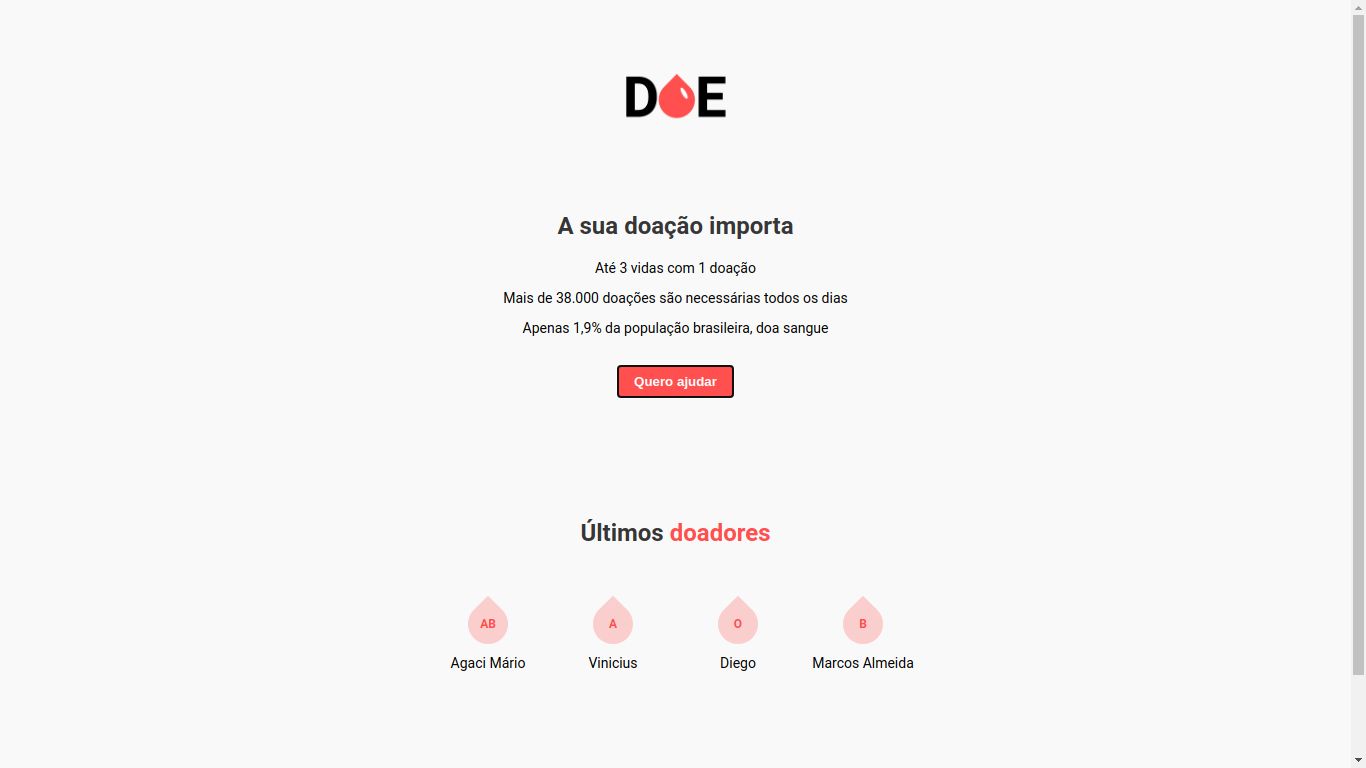 DOE
A sua doação importa
Até 3 vidas com 1 doação
Mais de 38.000 doações são necessárias todos os dias
Apenas 1,9% da população brasileira, doa sangue
Quero ajudar
Últimos doadores
AB A O B
Agaci Mário Vinicius Diego Marcos Almeida